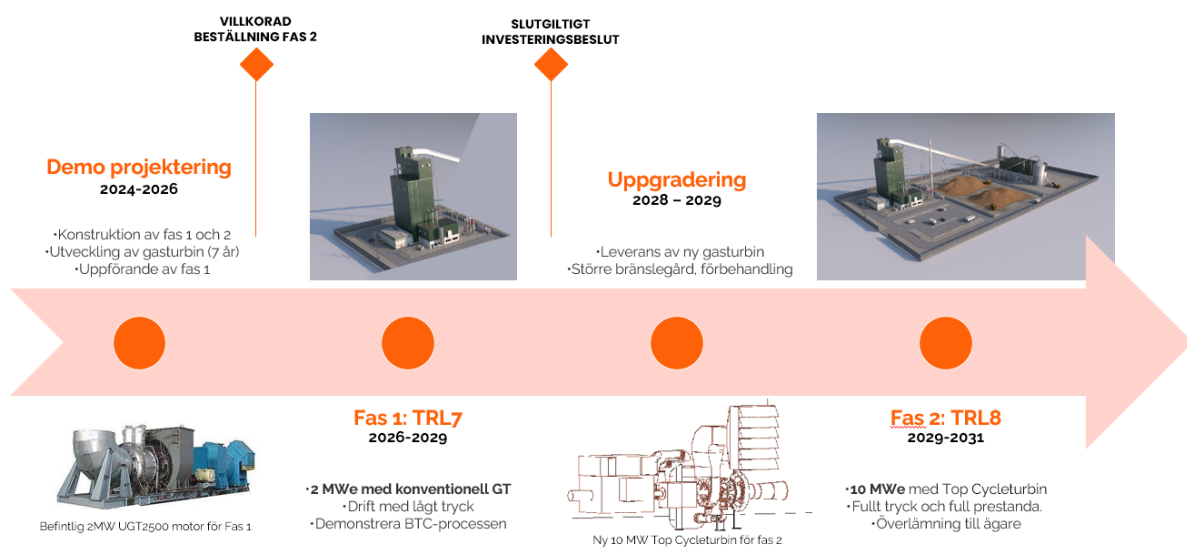 VILLKORAD
BESTÄLLNING FAS 2
SLUTGILTIGT
INVESTERINGSBESLUT
Demo projektering
2024-2026
•Konstruktion av fas 1 och 2
•Utveckling av gasturbin (7 år)
•Uppförande av fas 1
Uppgradering
2028 – 2029
•Leverans av ny gasturbin
•Större bränslegård, förbehandling
Befintlig 2MW UGT2500 motor för Fas 1
Fas 1: TRL7
2026-2029
•2 MWe med konventionell GT
•Drift med lågt tryck
•Demonstrera BTC-processen
Ny 10 MW Top Cycleturbin för fas 2
Fas 2: TRL8
2029-2031
•10 MWe med Top Cycleturbin
•Fullt tryck och full prestanda.
•Överlämning till ägare